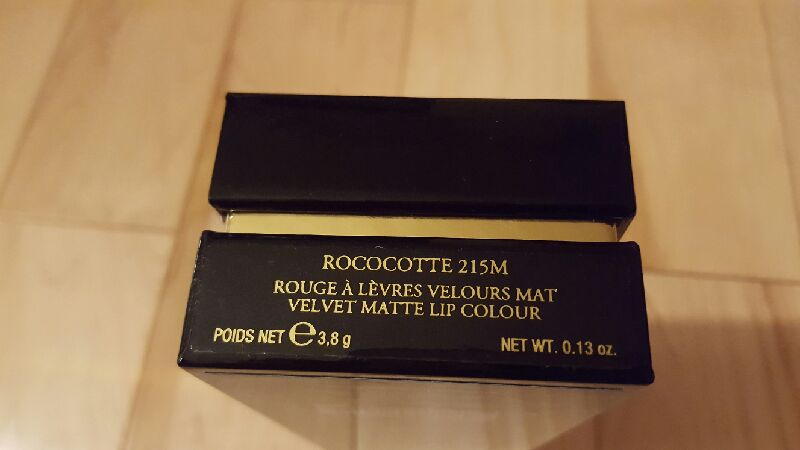 ROCOCOTTE 215M
ROUGE À LÈVRES VELOURS MAT
VELVET MATTE LIP COLOUR
POIDS NET ℮ 3,8 g NET WT. 0.13 oz.